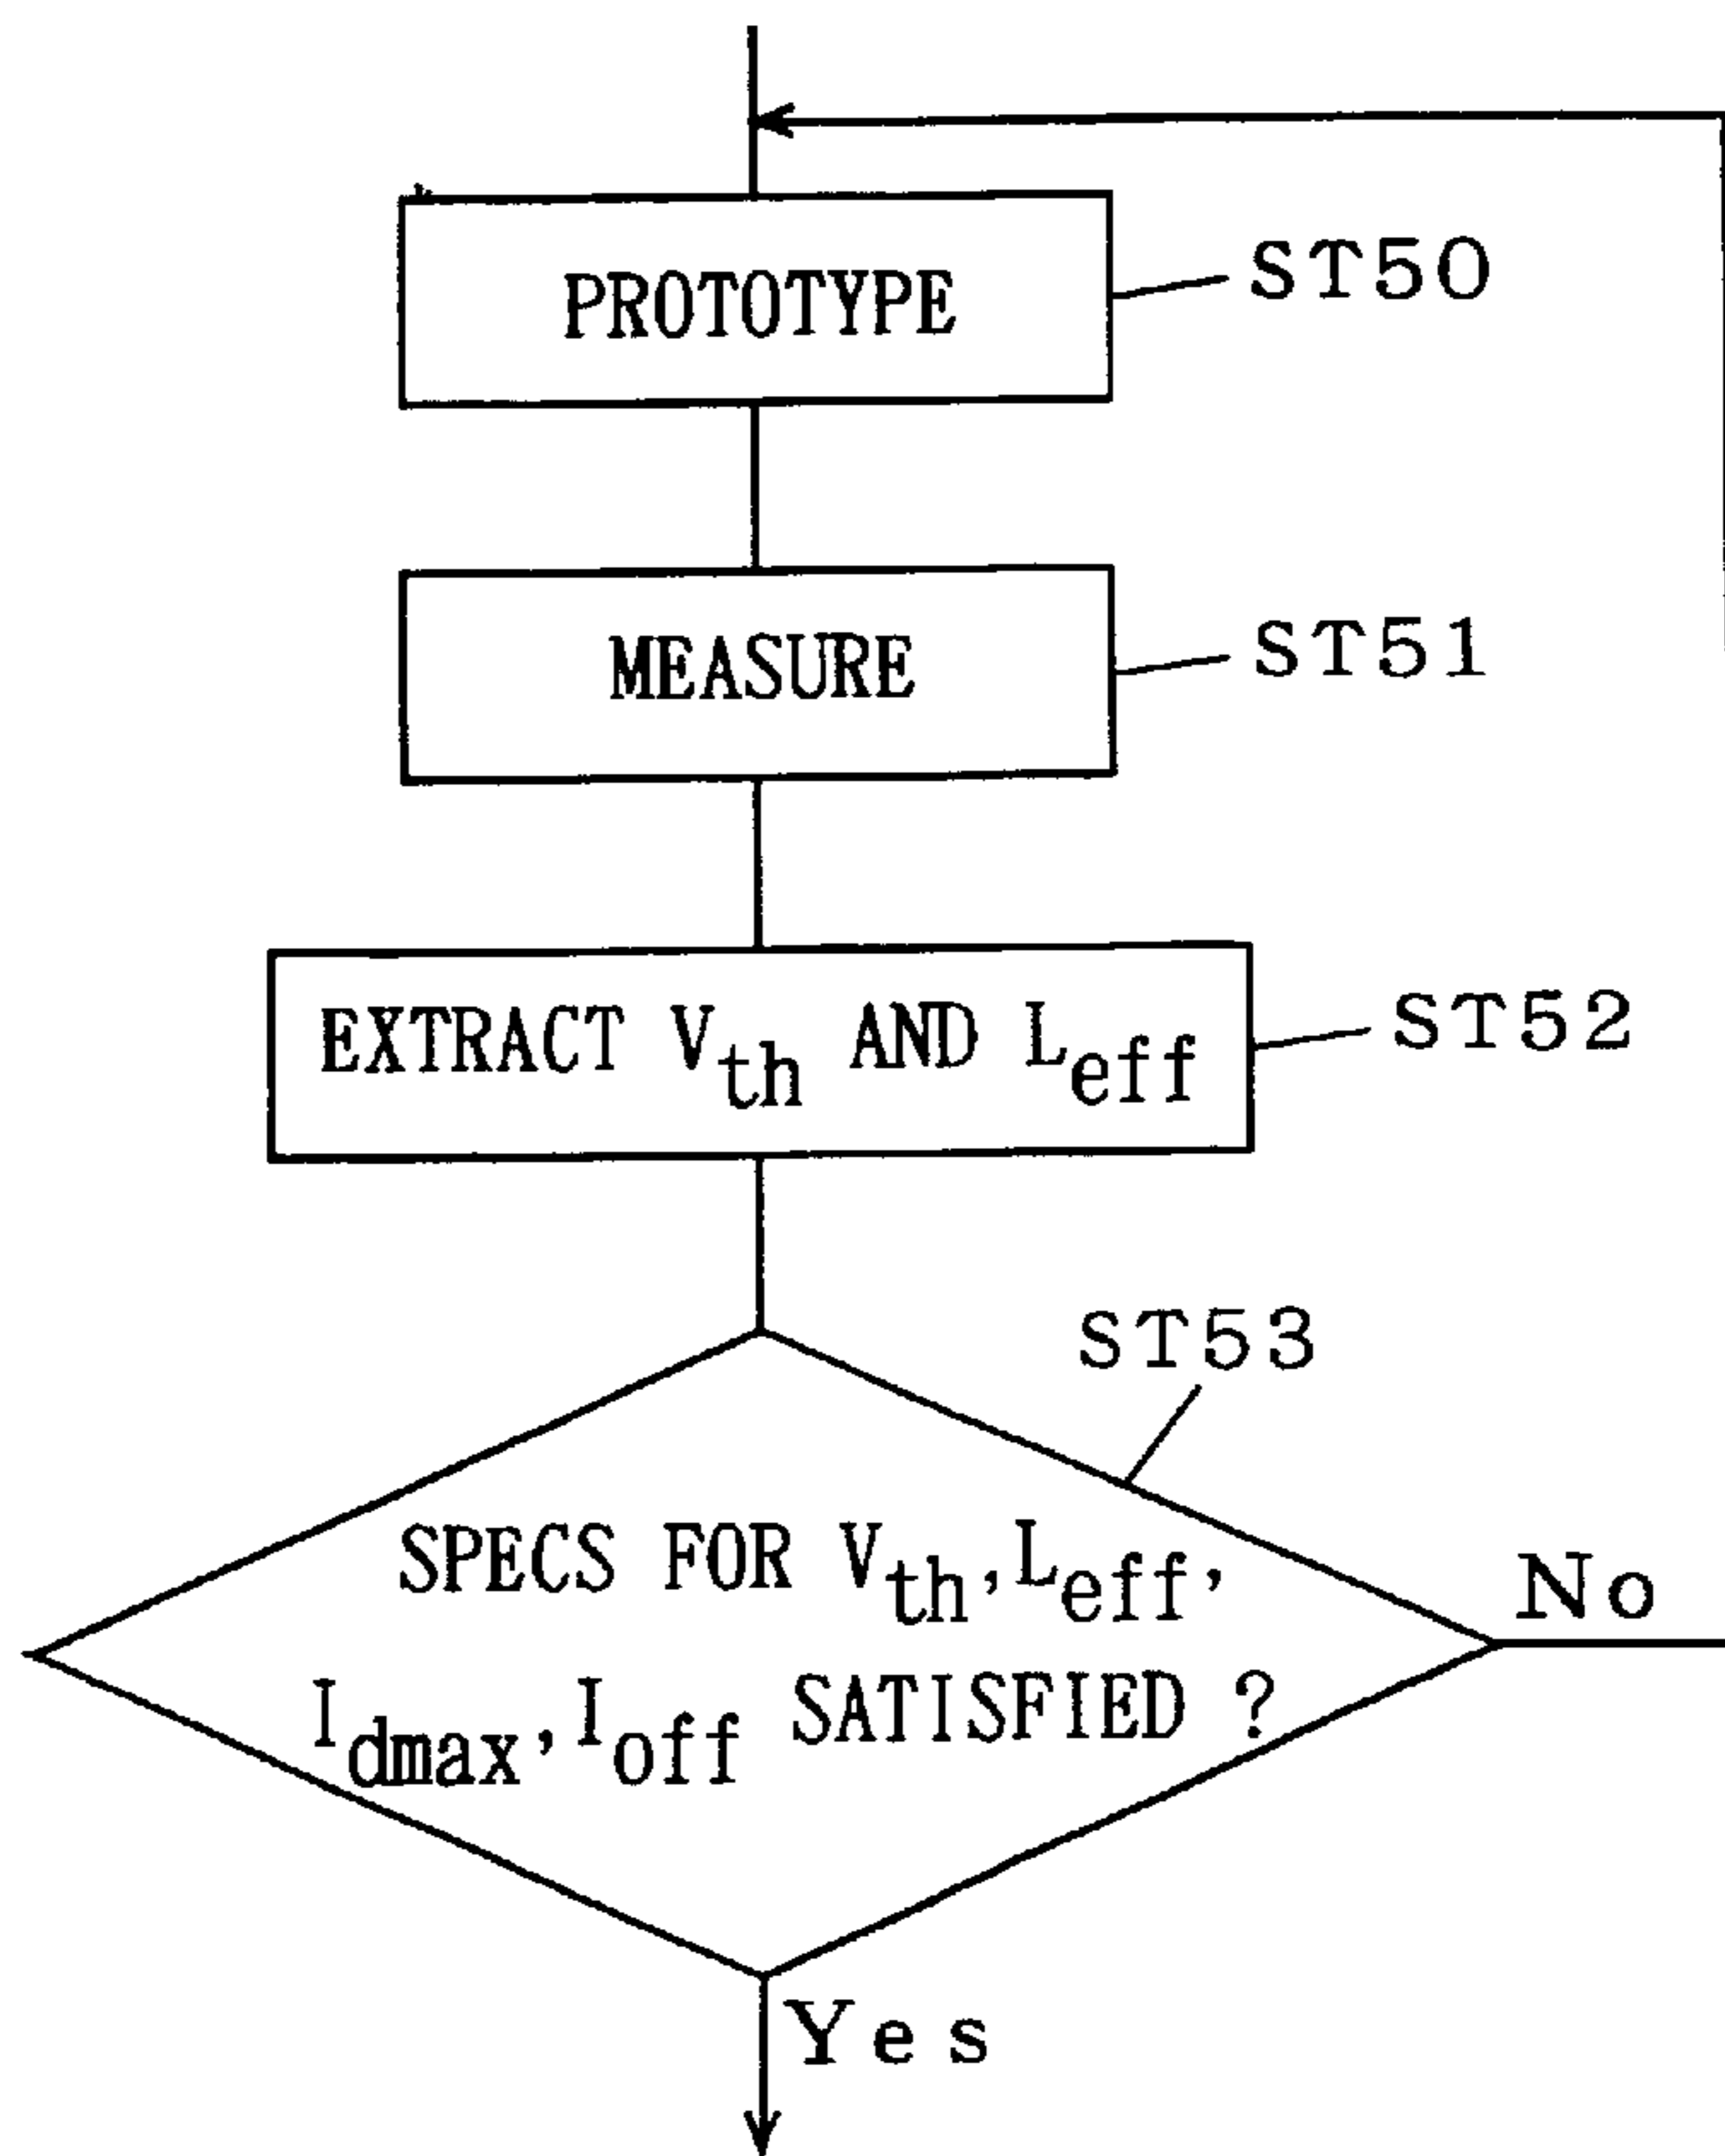 PROTOTYPE
ST50
MEASURE
ST51
EXTRACT Vth AND Leff
ST52
ST53
SPECS FOR Vth,Leff,
Idmax,Ioff SATISFIED ?
No
Yes